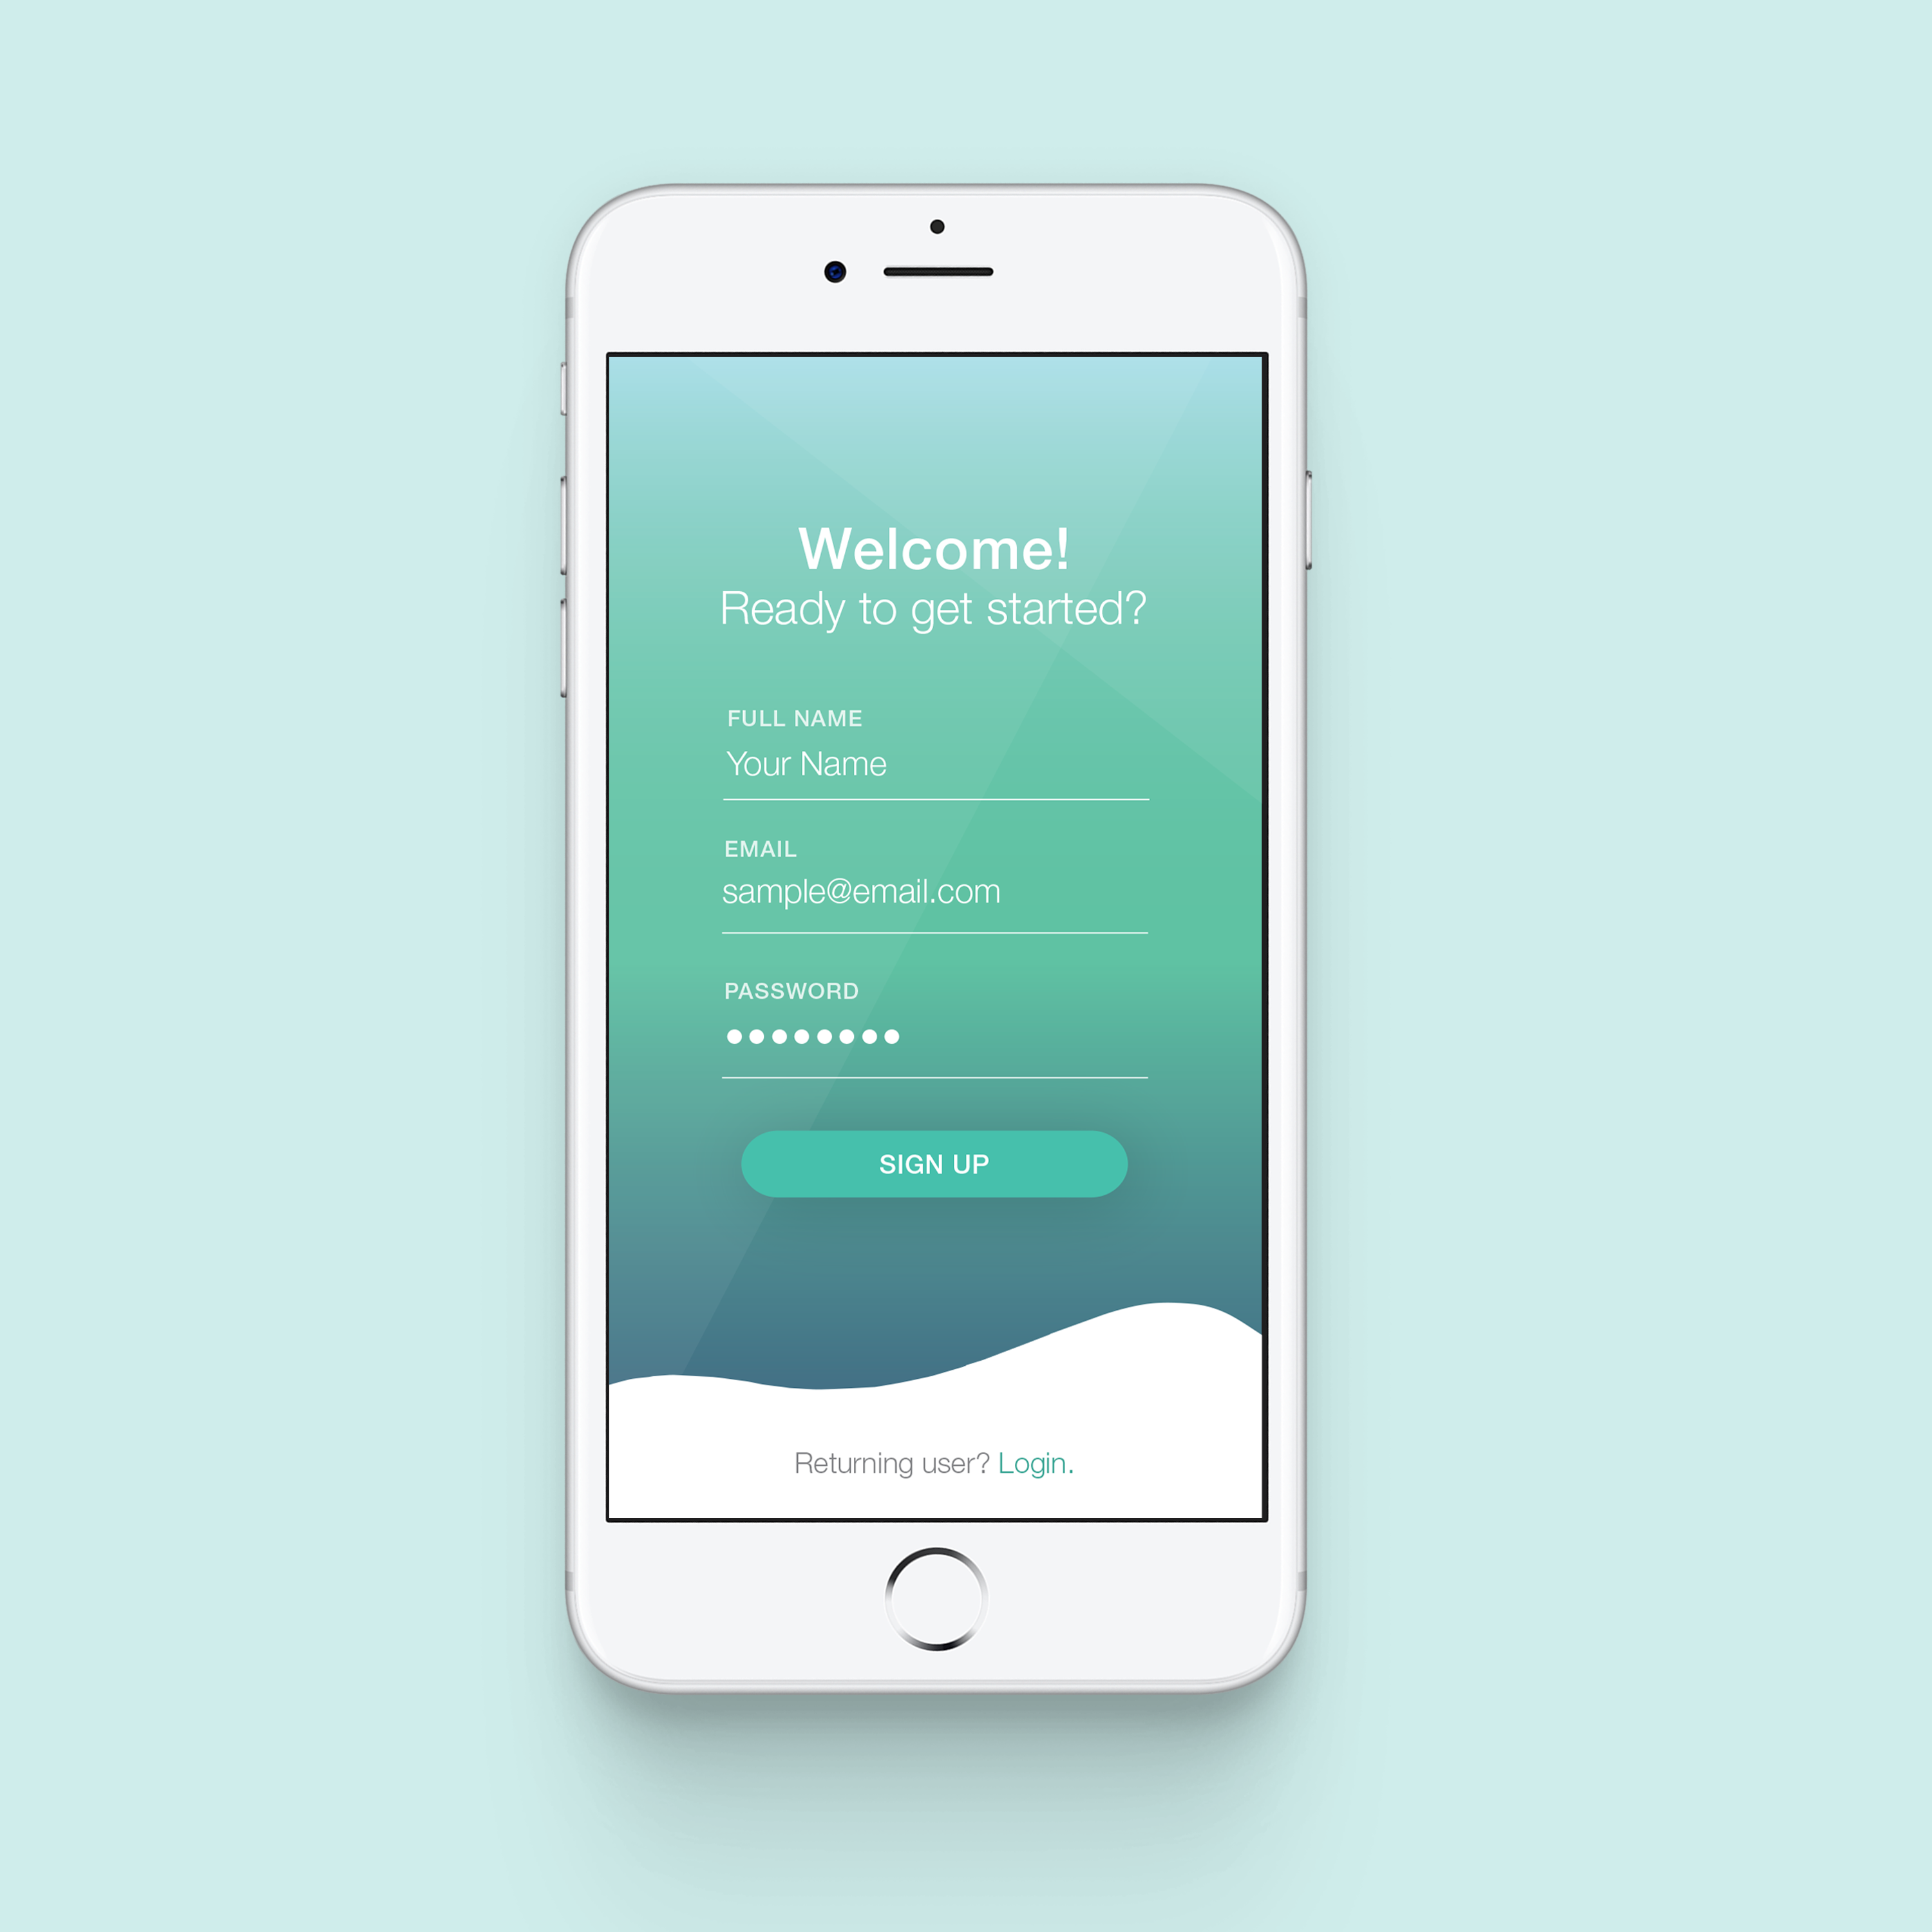 Welcome!
Ready to get started?
FULL NAME
Your Name
EMAIL
sample@email.com
PASSWORD
SIGN UP
Returning user? Login.